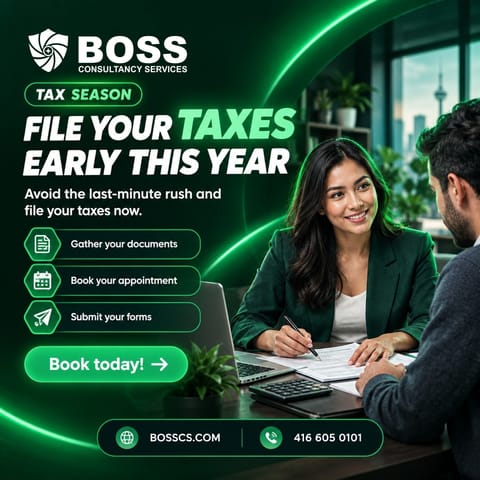 BOSS
CONSULTANCY SERVICES
TAX SEASON
FILE YOUR TAXES
EARLY THIS YEAR
Avoid the last-minute rush and
file your taxes now.
Gather your documents
Book your appointment
Submit your forms
Book today! →
BOSSCS.COM
416 605 0101